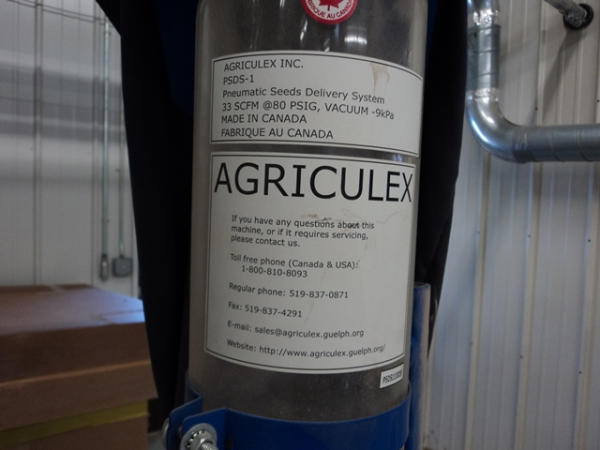 FABRIQUE AU CANADA
AGRICULEX INC.
PSDS-1
Pneumatic Seeds Delivery System
33 SCFM @80 PSIG, VACUUM -9kPa
MADE IN CANADA
FABRIQUE AU CANADA
AGRICULEX
If you have any questions about this
machine, or if it requires servicing,
please contact us.
Toll free phone (Canada & USA):
1-800-810-8093
Regular phone: 519-837-0871
Fax: 519-837-4291
E-mail: sales@agriculex.guelph.org
Website: http://www.agriculex.guelph.org/